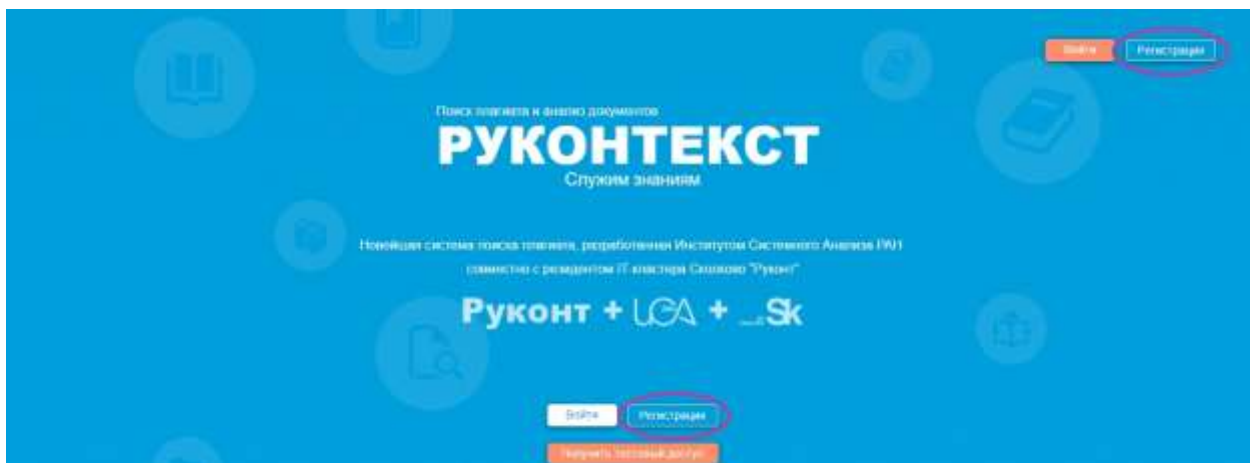 Войти Регистрация
Поиск плагиата и анализ документов
РУКОНТЕКСТ
Служим знаниям
Новейшая система поиска плагиата, разработанная Институтом Системного Анализа РАН
совместно с резидентом IT кластера Сколково "Руконт"
Руконт + + Sk
Войти Регистрация
Получить тестовый доступ